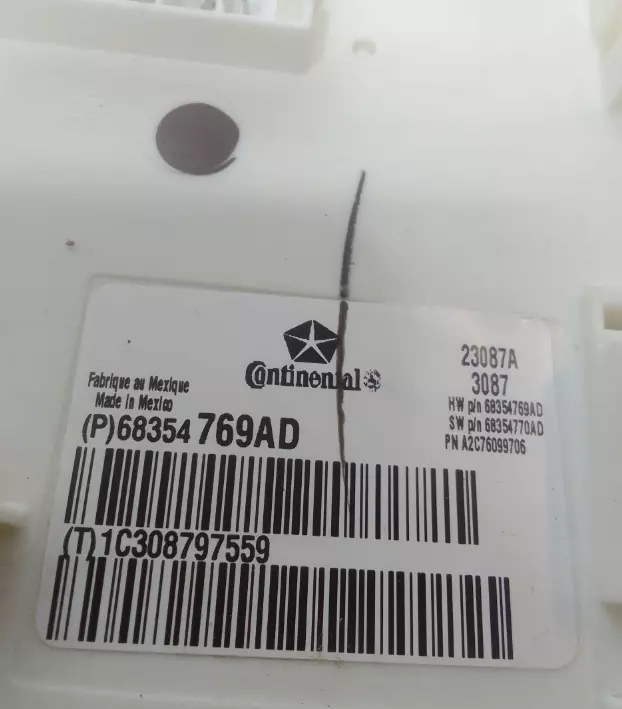 Continental
23087A
3087
HW p/n 68354769AD
SW p/n 68354770AD
PN A2C76099706
Fabrique au Mexique
Made in Mexico
(P)68354769AD
(T)1C308797559